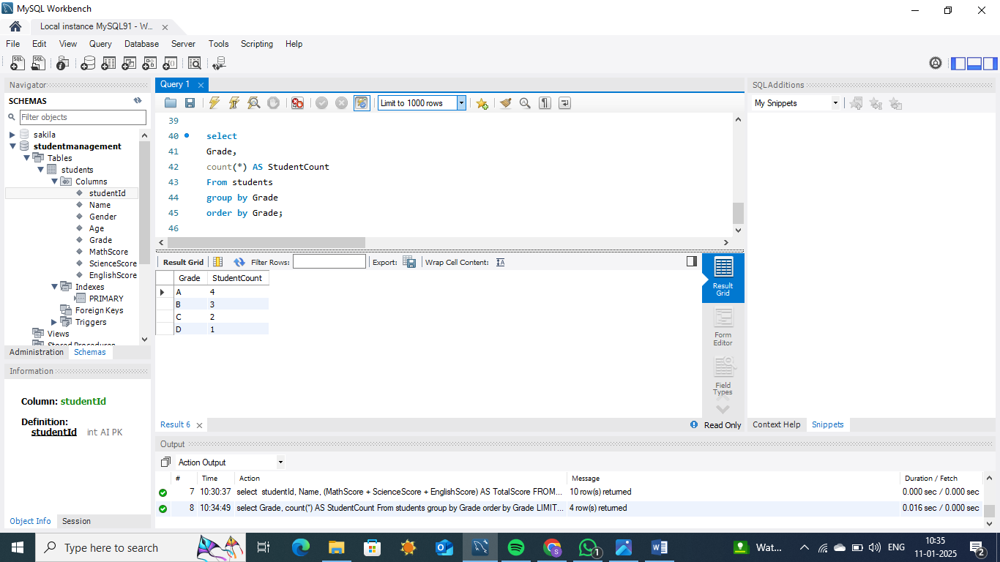 MySQL Workbench
Local instance MySQL91 - W...
File Edit View Query Database Server Tools Scripting Help
Navigator
SCHEMAS
Filter objects
sakila
studentmanagement
Tables
students
Columns
studentId
Name
Gender
Age
Grade
MathScore
ScienceScore
EnglishScore
Indexes
PRIMARY
Foreign Keys
Triggers
Views
Stored Procedures
Administration Schemas
Information
Column: studentId
Definition:
studentId int AI PK
Object Info Session
Query 1
Limit to 1000 rows
39
40 select
41 Grade,
42 count(*) AS StudentCount
43 From students
44 group by Grade
45 order by Grade;
46
Result Grid Filter Rows: Export: Wrap Cell Content:
Grade StudentCount
A 4
B 3
C 2
D 1
Result
Grid
Form
Editor
Field
Types
Result 6
Read Only
SQLAdditions
My Snippets
Context Help Snippets
Output
Action Output
# Time Action Message Duration / Fetch
7 10:30:37 select studentId, Name, (MathScore + ScienceScore + EnglishScore) AS TotalScore FROM... 10 row(s) returned 0.000 sec / 0.000 sec
8 10:34:49 select Grade, count(*) AS StudentCount From students group by Grade order by Grade LIMIT... 4 row(s) returned 0.016 sec / 0.000 sec
Type here to search
1
Wat...
ENG
10:35
11-01-2025
2